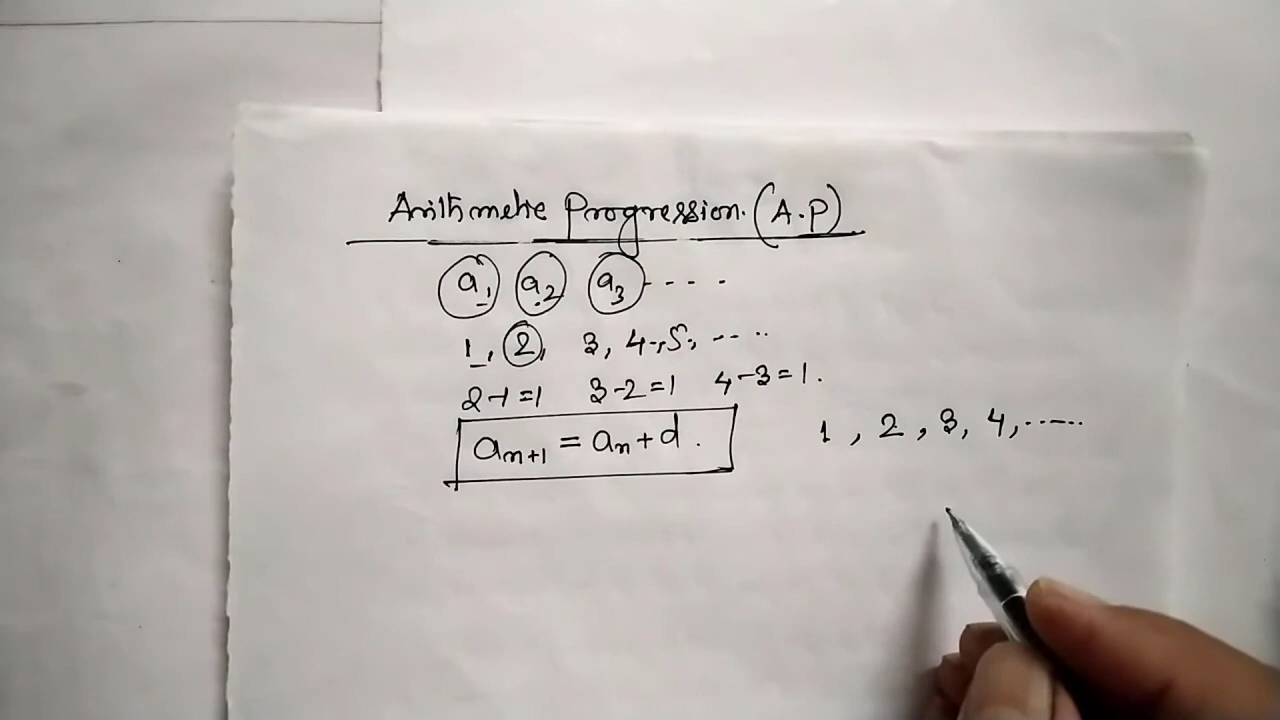 Arithmetic Progression. (A.P)
a₁ a₂ a₃ ....
1, 2, 3, 4, 5, .....
2-1=1 3-2=1 4-3=1.
aₙ₊₁ = aₙ + d.
1, 2, 3, 4, ......